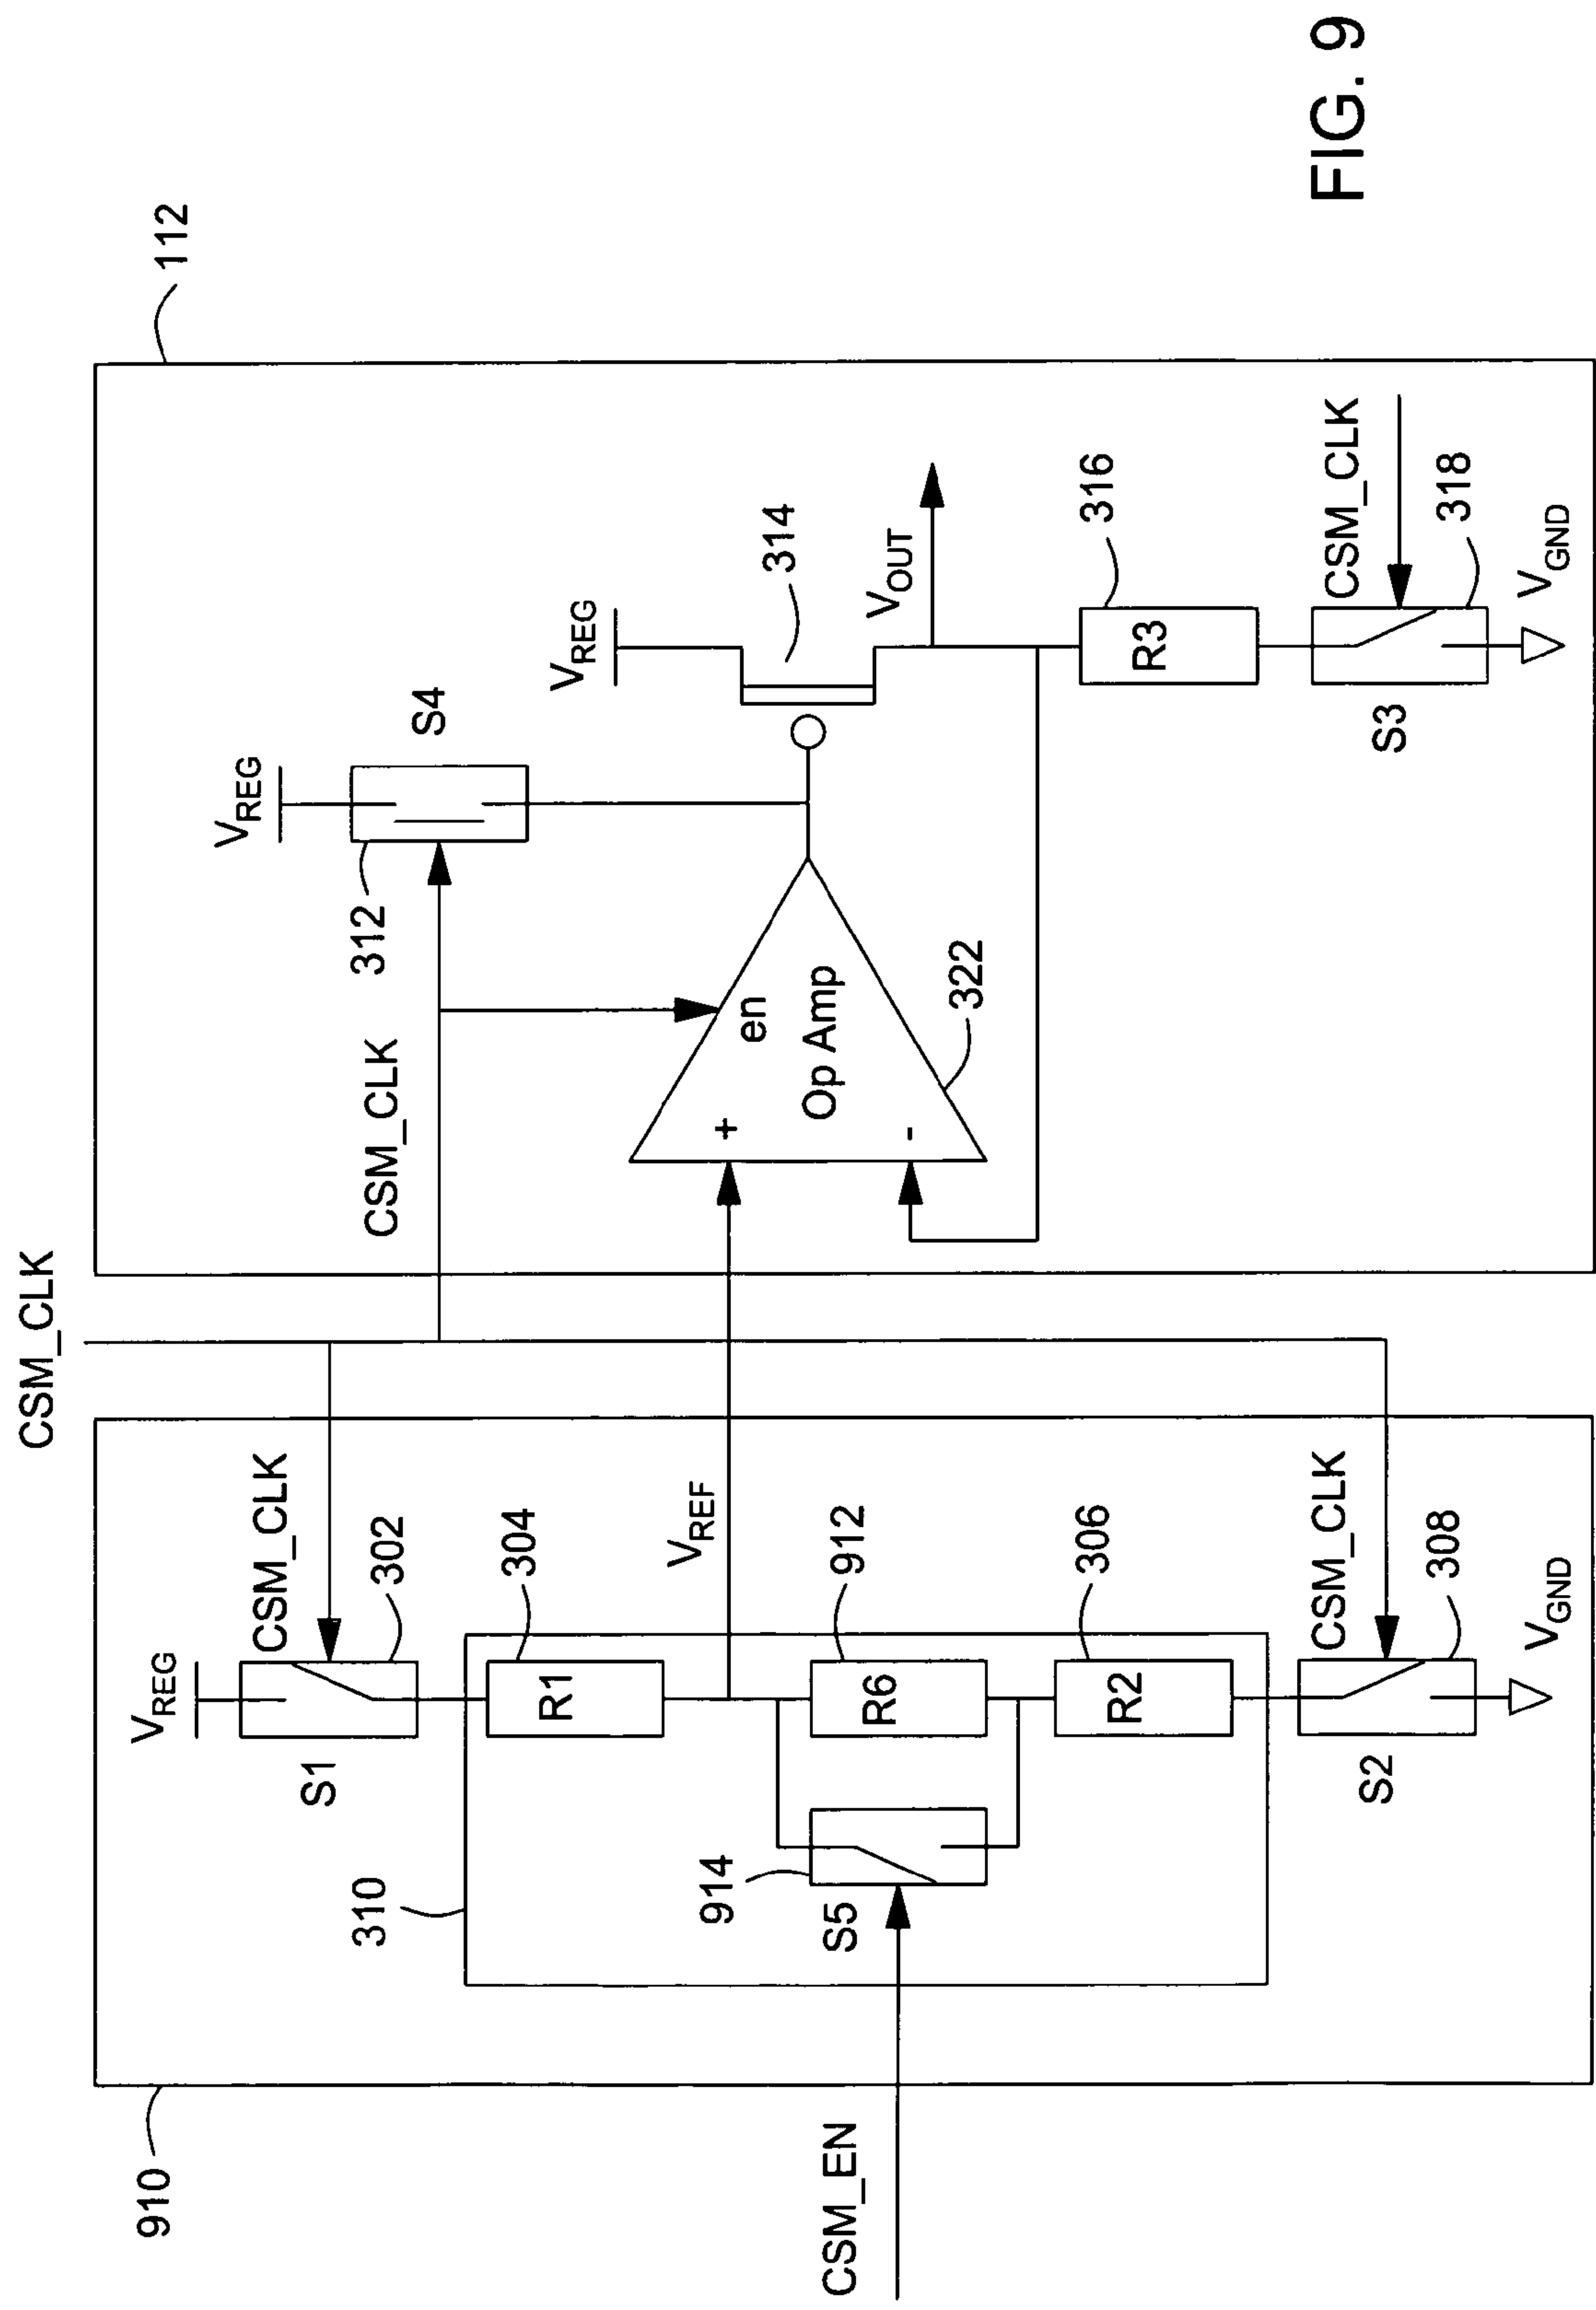 CSM_CLK
910
VREG
CSM_CLK
S1
302
310
R1
304
VREF
914
S5
R6
912
CSM_EN
R2
306
CSM_CLK
S2
308
VGND
112
CSM_CLK
VREG
312
S4
VREG
314
en
Op Amp
+
-
322
VOUT
R3
316
CSM_CLK
S3
318
VGND
FIG. 9